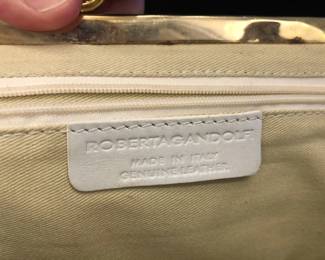 ROBERTAGANDOLFI
MADE IN ITALY
GENUINE LEATHER